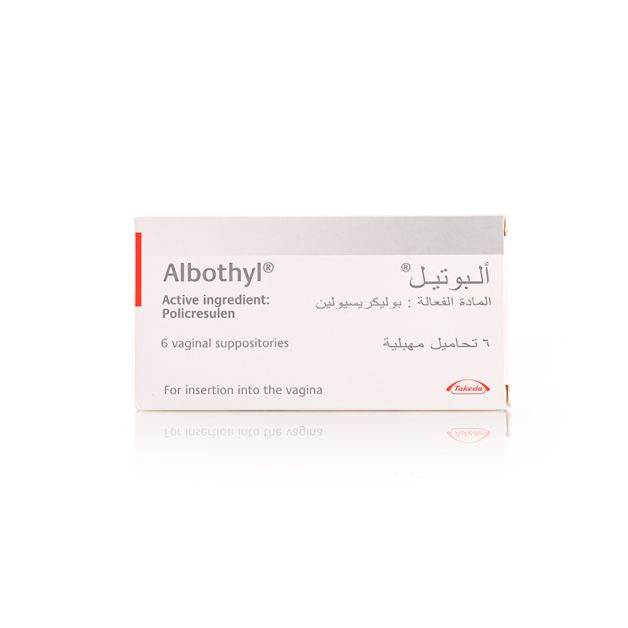 Albothyl®
ألبوتيل®
Active ingredient:
Policresulen
المادة الفعالة : بوليكريسيولين
6 vaginal suppositories
٦ تحاميل مهبلية
For insertion into the vagina
Takeda